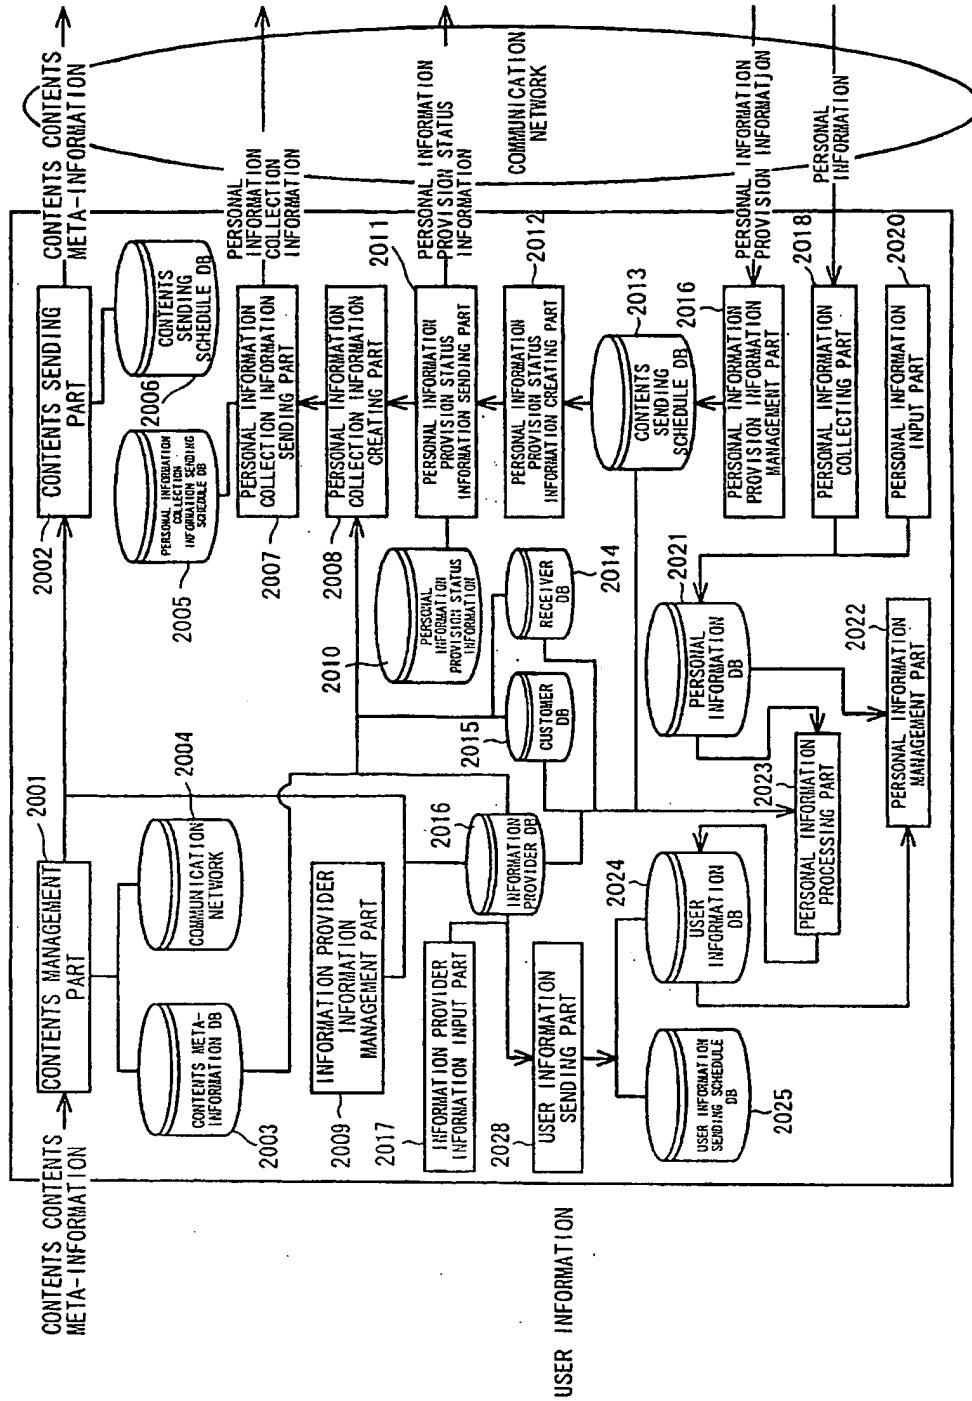 CONTENTS CONTENTS
META-INFORMATION
2001
CONTENTS MANAGEMENT
PART
2002
CONTENTS SENDING
PART
CONTENTS CONTENTS
META-INFORMATION
CONTENTS META-
INFORMATION DB
2003
COMMUNICATION
NETWORK
2004
PERSONAL INFORMATION
COLLECTION
INFORMATION SENDING
SCHEDULE DB
2005
CONTENTS
SENDING
SCHEDULE DB
2006
PERSONAL INFORMATION
COLLECTION INFORMATION
SENDING PART
2007
PERSONAL
INFORMATION
COLLECTION
INFORMATION
PERSONAL INFORMATION
COLLECTION INFORMATION
CREATING PART
2008
INFORMATION PROVIDER
INFORMATION
MANAGEMENT PART
2009
PERSONAL
INFORMATION
PROVISION STATUS
INFORMATION
2010
PERSONAL INFORMATION
PROVISION STATUS
INFORMATION SENDING PART
2011
PERSONAL INFORMATION
PROVISION STATUS
INFORMATION
PERSONAL INFORMATION
PROVISION STATUS
INFORMATION CREATING PART
2012
COMMUNICATION
NETWORK
INFORMATION PROVIDER
INFORMATION INPUT PART
2017
INFORMATION
PROVIDER DB
2016
CUSTOMER
DB
2015
RECEIVER
DB
2014
CONTENTS
SENDING
SCHEDULE DB
2013
USER INFORMATION
USER INFORMATION
SENDING PART
2028
PERSONAL INFORMATION
PROVISION INFORMATION
MANAGEMENT PART
2016
PERSONAL INFORMATION
PROVISION INFORMATION
USER INFORMATION
SENDING SCHEDULE
DB
2025
USER
INFORMATION
DB
2024
PERSONAL INFORMATION
PROCESSING PART
2023
PERSONAL
INFORMATION
DB
2021
PERSONAL INFORMATION
COLLECTING PART
2018
PERSONAL
INFORMATION
PERSONAL INFORMATION
MANAGEMENT PART
2022
PERSONAL INFORMATION
INPUT PART
2020